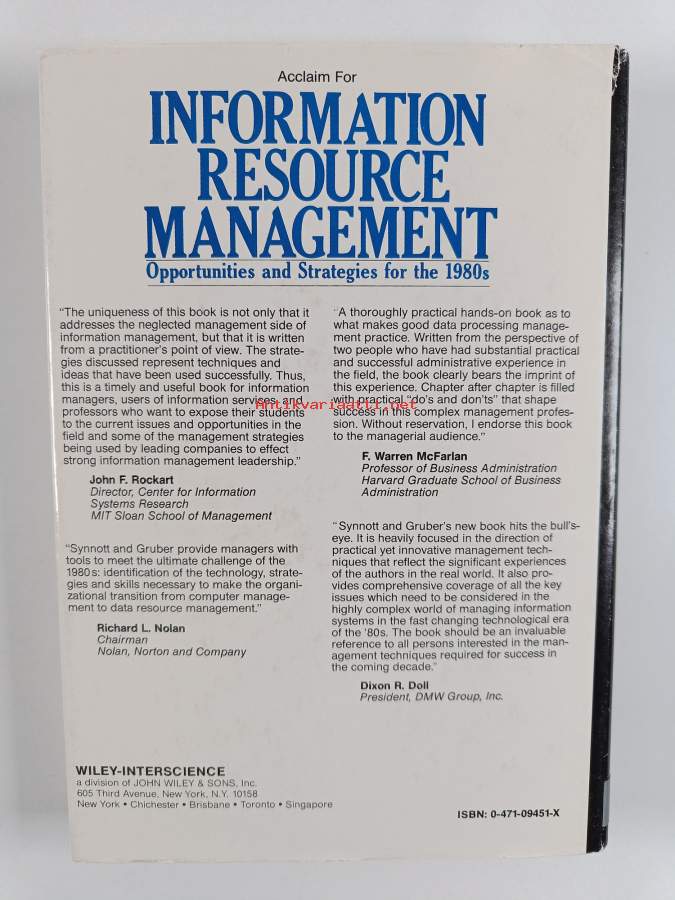 Acclaim For
INFORMATION
RESOURCE
MANAGEMENT
Opportunities and Strategies for the 1980s
"The uniqueness of this book is not only that it
addresses the neglected management side of
information management, but that it is written
from a practitioner's point of view. The strate-
gies discussed represent techniques and
ideas that have been used successfully. Thus,
this is a timely and useful book for information
managers, users of information services, and
professors who want to expose their students
to the current issues and opportunities in the
field and some of the management strategies
being used by leading companies to effect
strong information management leadership."
John F. Rockart
Director, Center for Information
Systems Research
MIT Sloan School of Management
"Synnott and Gruber provide managers with
tools to meet the ultimate challenge of the
1980s: identification of the technology, strate-
gies and skills necessary to make the organi-
zational transition from computer manage-
ment to data resource management."
Richard L. Nolan
Chairman
Nolan, Norton and Company
"A thoroughly practical hands-on book as to
what makes good data processing manage-
ment practice. Written from the perspective of
two people who have had substantial practical
and successful administrative experience in
the field, the book clearly bears the imprint of
this experience. Chapter after chapter is filled
with practical "do's and don'ts" that shape
success in this complex management profes-
sion. Without reservation, I endorse this book
to the managerial audience."
F. Warren McFarlan
Professor of Business Administration
Harvard Graduate School of Business
Administration
"Synnott and Gruber's new book hits the bull's-
eye. It is heavily focused in the direction of
practical yet innovative management tech-
niques that reflect the significant experiences
of the authors in the real world. It also pro-
vides comprehensive coverage of all the key
issues which need to be considered in the
highly complex world of managing information
systems in the fast changing technological era
of the '80s. The book should be an invaluable
reference to all persons interested in the man-
agement techniques required for success in
the coming decade."
Dixon R. Doll
President, DMW Group, Inc.
Antikvariaatti.net
WILEY-INTERSCIENCE
a division of JOHN WILEY & SONS, Inc.
605 Third Avenue, New York, N.Y. 10158
New York • Chichester • Brisbane • Toronto • Singapore
ISBN: 0-471-09451-X